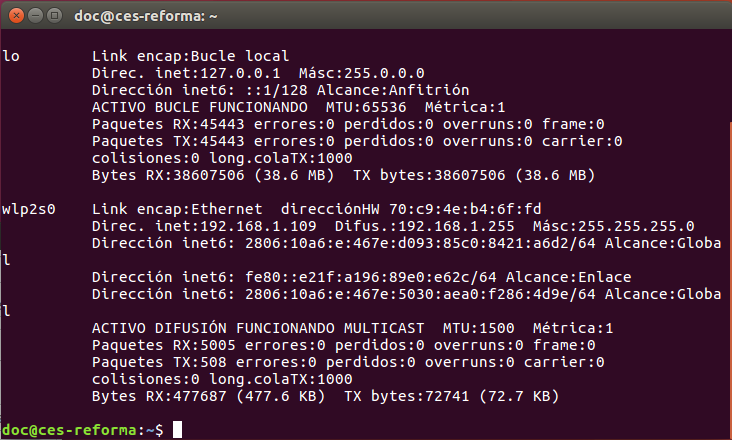 doc@ces-reforma: ~
lo        Link encap:Bucle local
          Direc. inet:127.0.0.1  Másc:255.0.0.0
          Dirección inet6: ::1/128 Alcance:Anfitrión
          ACTIVO BUCLE FUNCIONANDO  MTU:65536  Métrica:1
          Paquetes RX:45443 errores:0 perdidos:0 overruns:0 frame:0
          Paquetes TX:45443 errores:0 perdidos:0 overruns:0 carrier:0
          colisiones:0 long.colaTX:1000
          Bytes RX:38607506 (38.6 MB)  TX bytes:38607506 (38.6 MB)
wlp2s0    Link encap:Ethernet  direcciónHW 70:c9:4e:b4:6f:fd
          Direc. inet:192.168.1.109  Difus.:192.168.1.255  Másc:255.255.255.0
          Dirección inet6: 2806:10a6:e:467e:d093:85c0:8421:a6d2/64 Alcance:Globa
l
          Dirección inet6: fe80::e21f:a196:89e0:e62c/64 Alcance:Enlace
          Dirección inet6: 2806:10a6:e:467e:5030:aea0:f286:4d9e/64 Alcance:Globa
l
          ACTIVO DIFUSIÓN FUNCIONANDO MULTICAST  MTU:1500  Métrica:1
          Paquetes RX:5005 errores:0 perdidos:0 overruns:0 frame:0
          Paquetes TX:508 errores:0 perdidos:0 overruns:0 carrier:0
          colisiones:0 long.colaTX:1000
          Bytes RX:477687 (477.6 KB)  TX bytes:72741 (72.7 KB)
doc@ces-reforma:~$